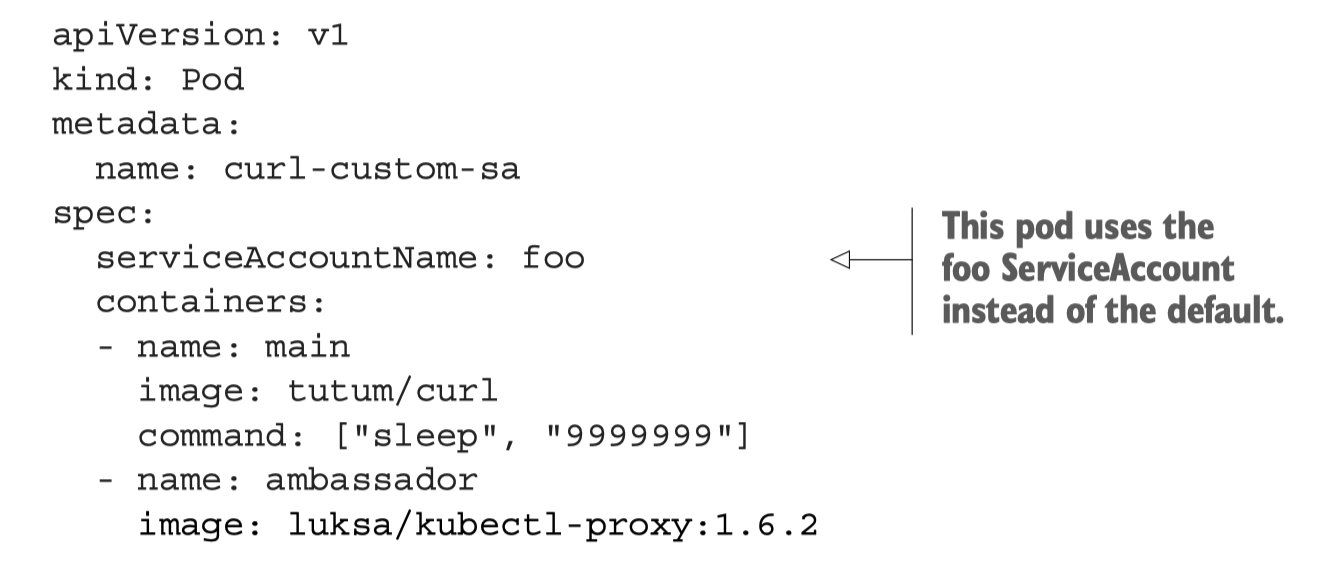 apiVersion: v1
kind: Pod
metadata:
  name: curl-custom-sa
spec:
  serviceAccountName: foo
  containers:
  - name: main
    image: tutum/curl
    command: ["sleep", "9999999"]
  - name: ambassador
    image: luksa/kubectl-proxy:1.6.2
This pod uses the
foo ServiceAccount
instead of the default.